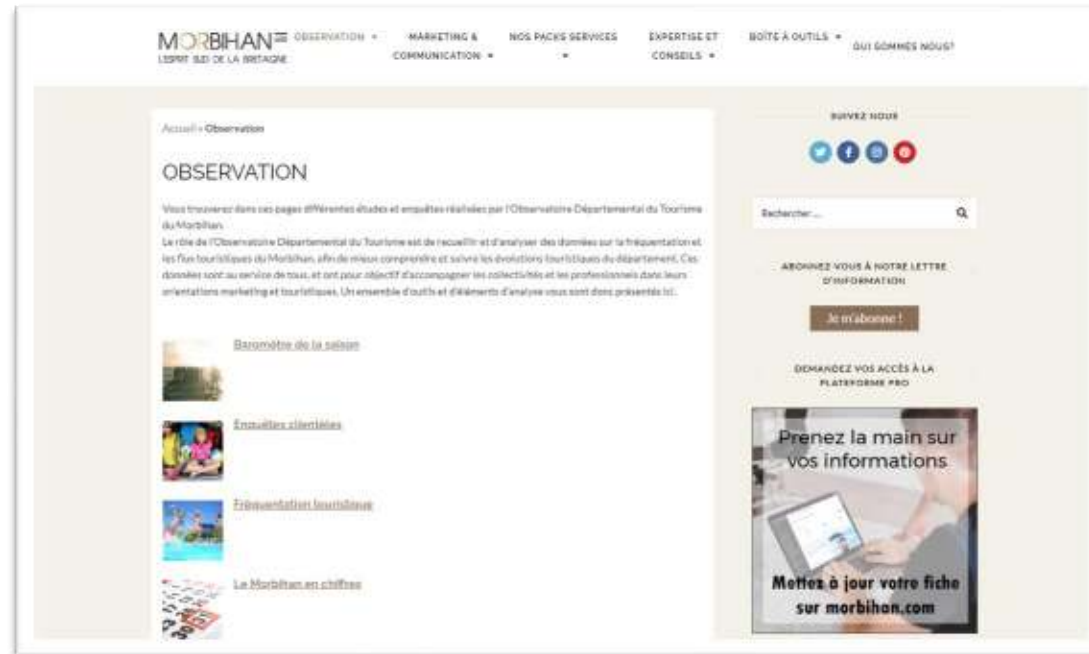 MORBIHAN
L'ESPRIT SUD DE LA BRETAGNE
OBSERVATION
MARKETING &
COMMUNICATION
NOS PACKS SERVICES
EXPERTISE ET
CONSEILS
BOÎTE À OUTILS
QUI SOMMES NOUS?
Accueil » Observation
OBSERVATION
Vous trouverez dans ces pages différentes études et enquêtes réalisées par l'Observatoire Départemental du Tourisme
du Morbihan.
Le rôle de l'Observatoire Départemental du Tourisme est de recueillir et d'analyser des données sur la fréquentation et
les flux touristiques du Morbihan, afin de mieux comprendre et suivre les évolutions touristiques du département. Ces
données sont au service de tous, et ont pour objectif d'accompagner les collectivités et les professionnels dans leurs
orientations marketing et touristiques. Un ensemble d'outils et d'éléments d'analyse vous sont donc présentés ici.
Baromètre de la saison
Enquêtes clientèles
Fréquentation touristique
Le Morbihan en chiffres
SUIVEZ NOUS
Rechercher ...
ABONNEZ VOUS À NOTRE LETTRE
D'INFORMATION
Je m'abonne !
DEMANDEZ VOS ACCÈS À LA
PLATEFORME PRO
Prenez la main sur
vos informations
Mettez à jour votre fiche
sur morbihan.com